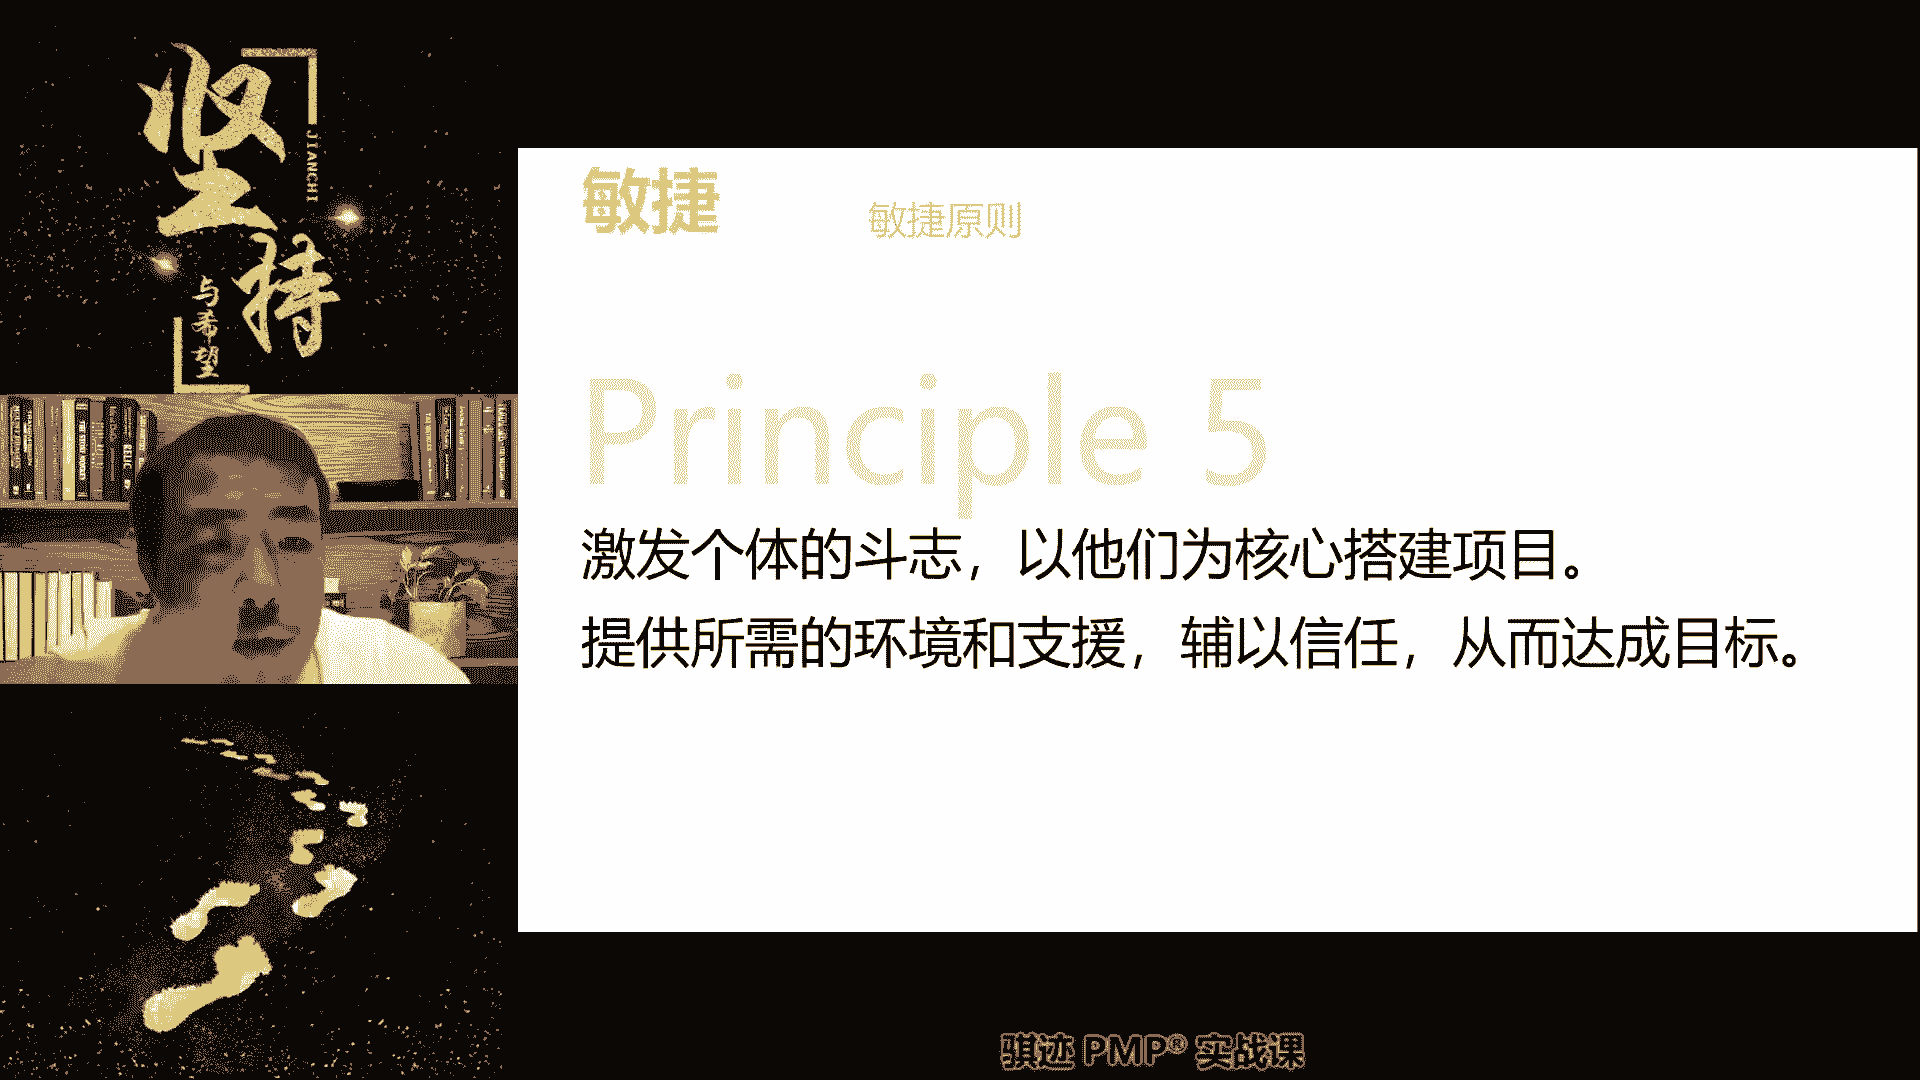 坚持
JIANCHI
与希望
敏捷
敏捷原则
Principle 5
激发个体的斗志，以他们为核心搭建项目。
提供所需的环境和支援，辅以信任，从而达成目标。
骐迹 PMP® 实战课